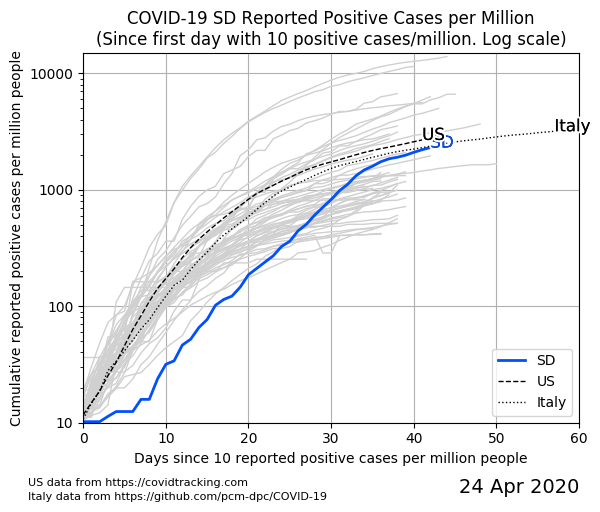 COVID-19 SD Reported Positive Cases per Million
(Since first day with 10 positive cases/million. Log scale)
Cumulative reported positive cases per million people
10000
1000
100
10
US
SD
Italy
SD
US
Italy
0
10
20
30
40
50
60
Days since 10 reported positive cases per million people
US data from https://covidtracking.com
Italy data from https://github.com/pcm-dpc/COVID-19
24 Apr 2020